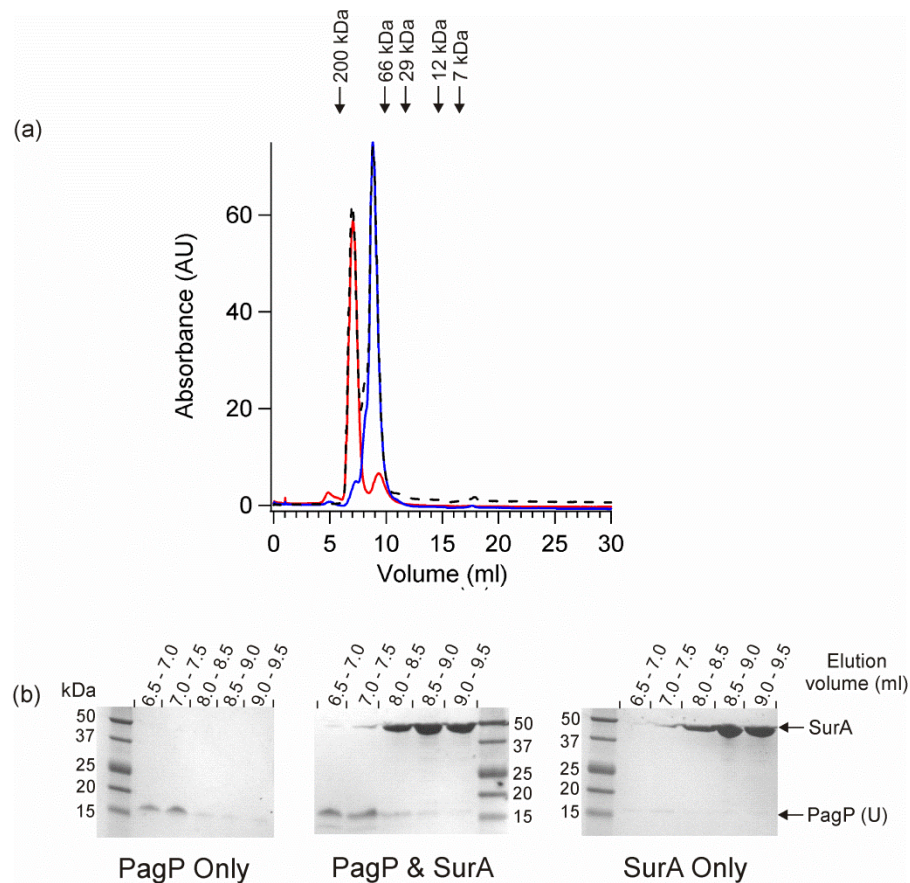 200 kDa
66 kDa
29 kDa
12 kDa
7 kDa
(a)
Absorbance (AU)
60
40
20
0
0 5 10 15 20 25 30
Volume (ml)
(b)
kDa
6.5 - 7.0
7.0 - 7.5
8.0 - 8.5
8.5 - 9.0
9.0 - 9.5
50
37
25
20
15
PagP Only
6.5 - 7.0
7.0 - 7.5
8.0 - 8.5
8.5 - 9.0
9.0 - 9.5
50
37
25
20
15
PagP & SurA
6.5 - 7.0
7.0 - 7.5
8.0 - 8.5
8.5 - 9.0
9.0 - 9.5
Elution
volume (ml)
50
37
25
20
15
SurA
PagP (U)
SurA Only